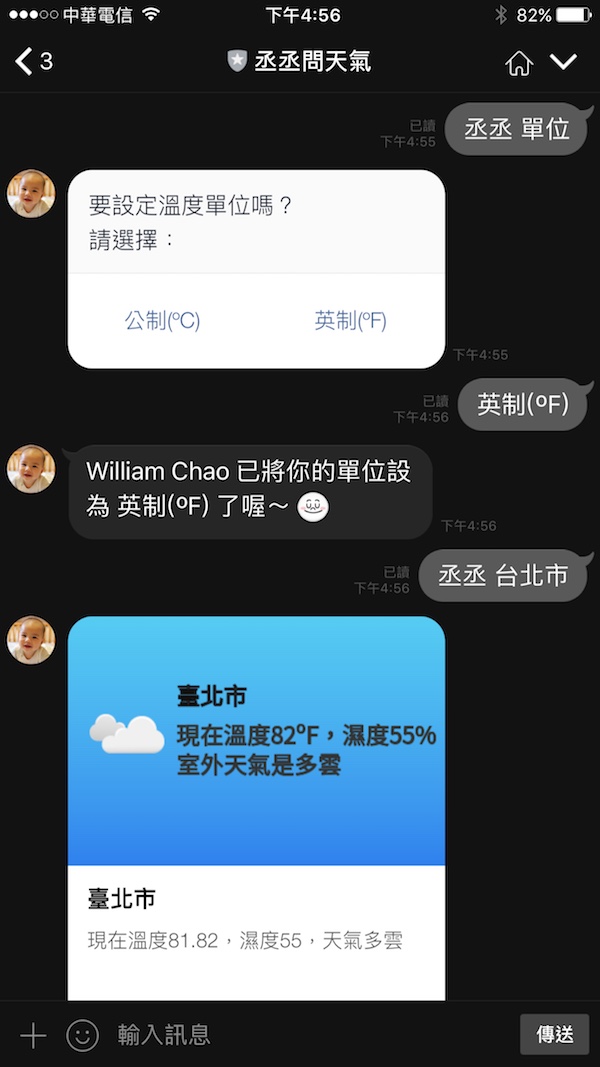 中華電信
下午4:56
82%
3
丞丞問天氣
已讀
下午4:55
丞丞 單位
要設定溫度單位嗎？
請選擇：
公制(ºC)
英制(ºF)
下午4:55
已讀
下午4:56
英制(ºF)
William Chao 已將你的單位設
為 英制(ºF) 了喔～
下午4:56
已讀
下午4:56
丞丞 台北市
臺北市
現在溫度82ºF，濕度55%
室外天氣是多雲
臺北市
現在溫度81.82，濕度55，天氣多雲
輸入訊息
傳送